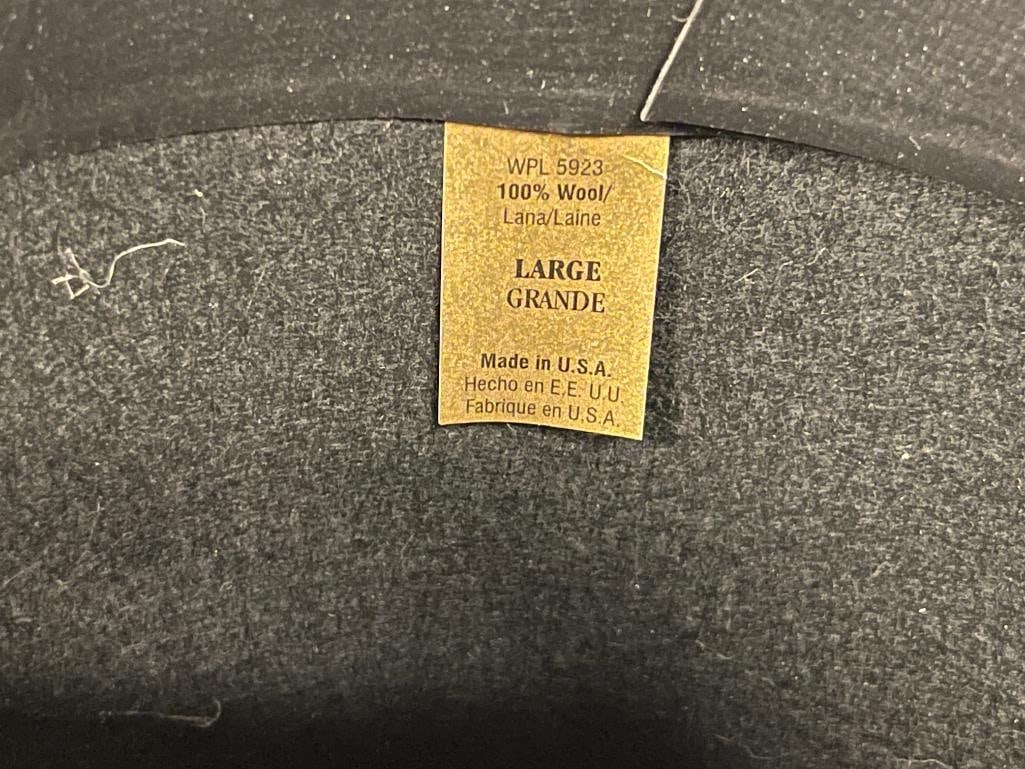 WPL 5923
100% Wool/
Lana/Laine
LARGE
GRANDE
Made in U.S.A.
Hecho en E.E. U.U
Fabrique en U.S.A.